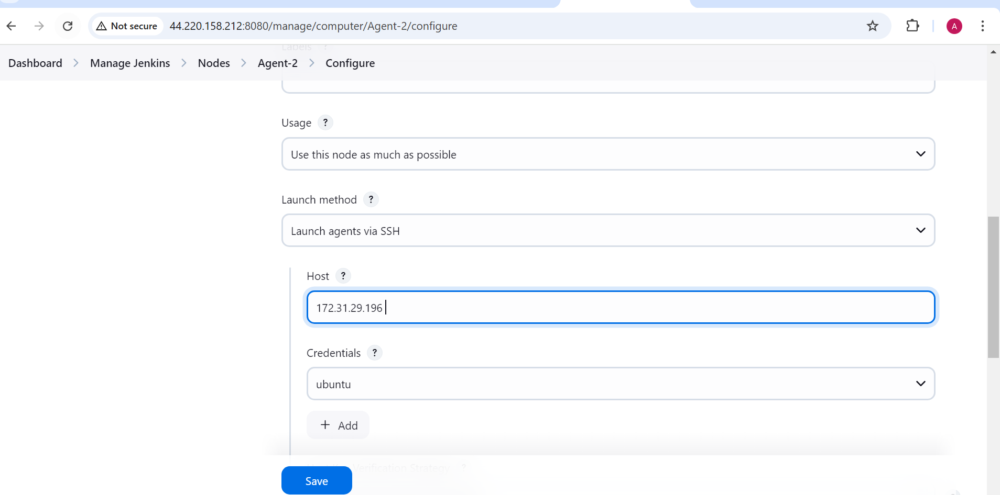 Not secure 44.220.158.212:8080/manage/computer/Agent-2/configure A
Labels ?
Dashboard > Manage Jenkins > Nodes > Agent-2 > Configure
Usage ?
Use this node as much as possible
Launch method ?
Launch agents via SSH
Host ?
172.31.29.196
Credentials ?
ubuntu
+ Add
Verification Strategy ?
Save